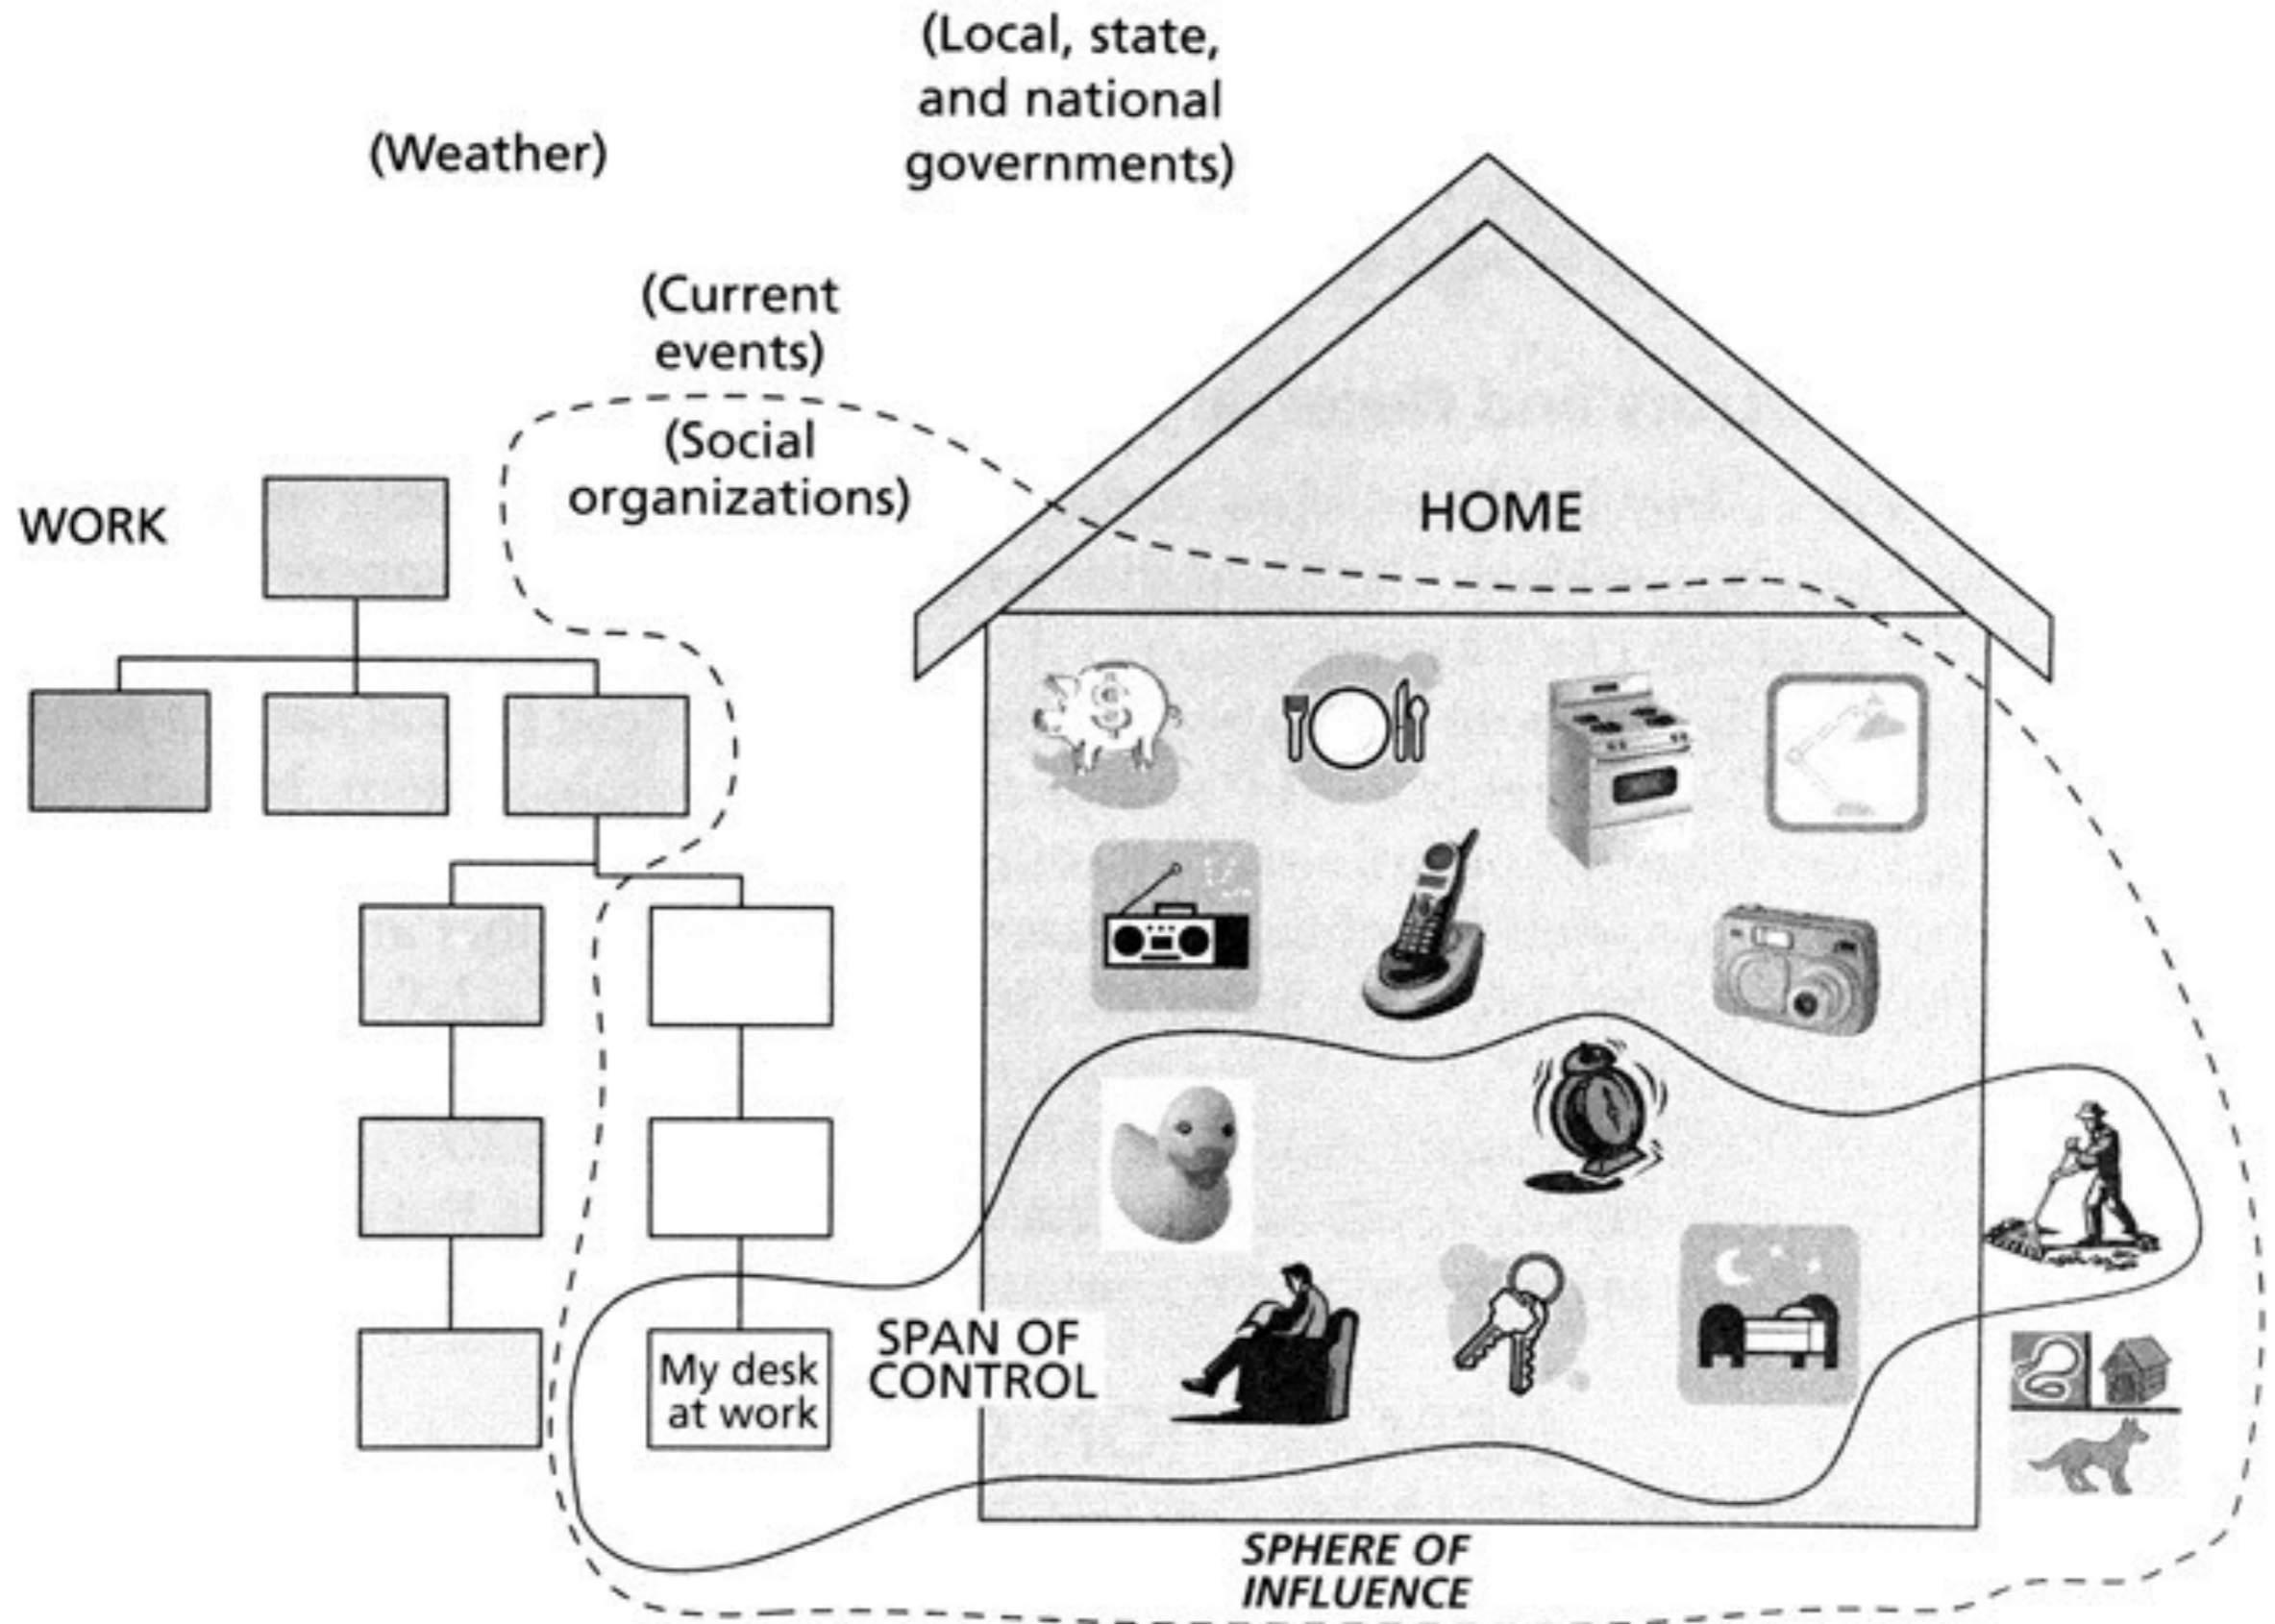 (Local, state,
and national
governments)
(Weather)
(Current
events)
(Social
organizations)
WORK
HOME
SPAN OF
CONTROL
My desk
at work
SPHERE OF
INFLUENCE